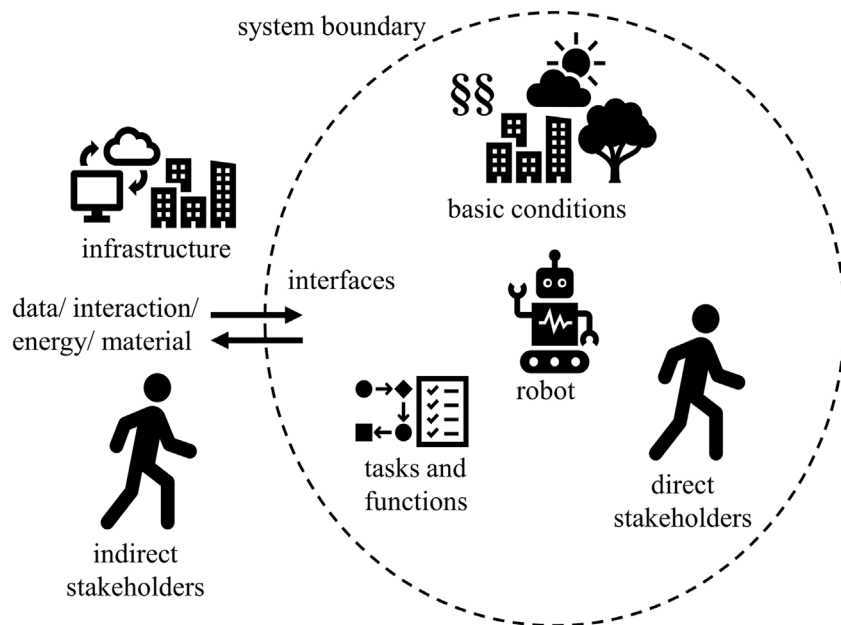 system boundary
§§
basic conditions
infrastructure
interfaces
data/ interaction/
energy/ material
robot
tasks and
functions
direct
stakeholders
indirect
stakeholders